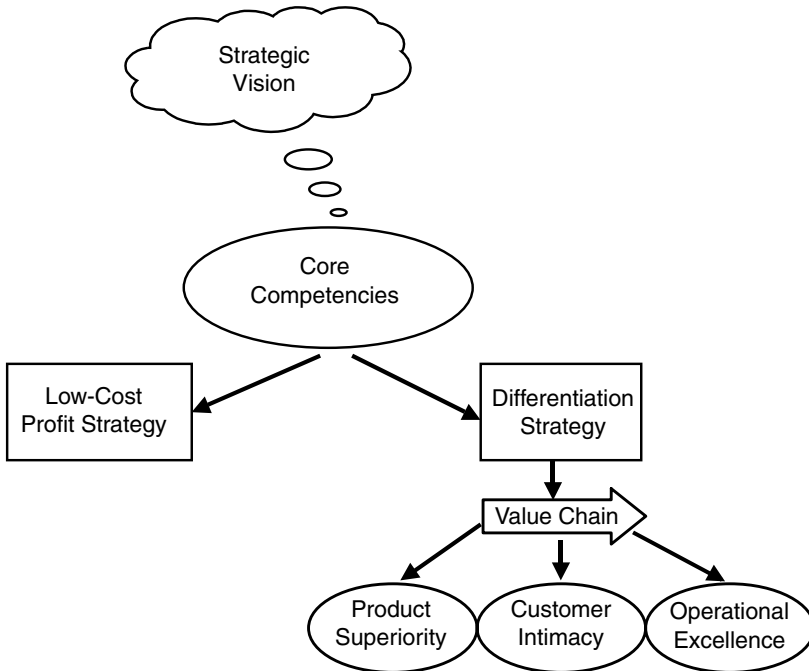 Strategic
Vision
Core
Competencies
Low-Cost
Profit Strategy
Differentiation
Strategy
Value Chain
Product
Superiority
Customer
Intimacy
Operational
Excellence